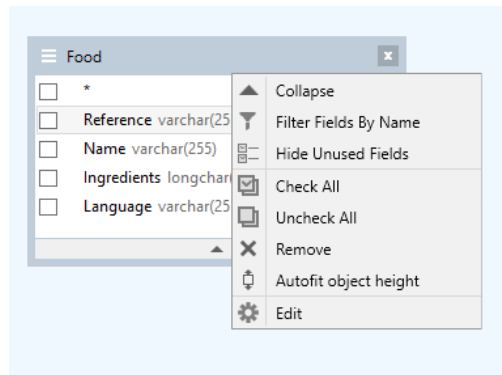 Food
*
Reference varchar(25
Name varchar(255)
Ingredients longchar(
Language varchar(25
Collapse
Filter Fields By Name
Hide Unused Fields
Check All
Uncheck All
Remove
Autofit object height
Edit